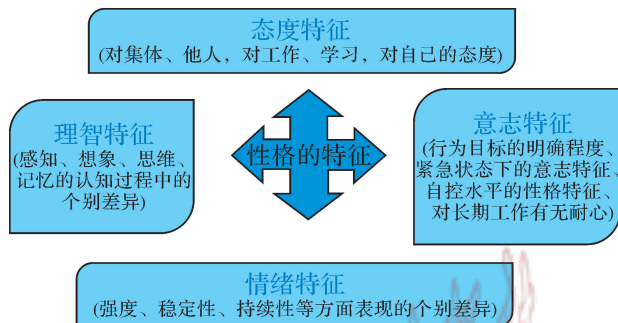 态度特征
(对集体、他人，对工作、学习，对自己的态度)
理智特征
(感知、想象、思维、
记忆的认知过程中的
个别差异)
性格的特征
意志特征
(行为目标的明确程度、
紧急状态下的意志特征、
自控水平的性格特征、
对长期工作有无耐心)
情绪特征
(强度、稳定性、持续性等方面表现的个别差异)